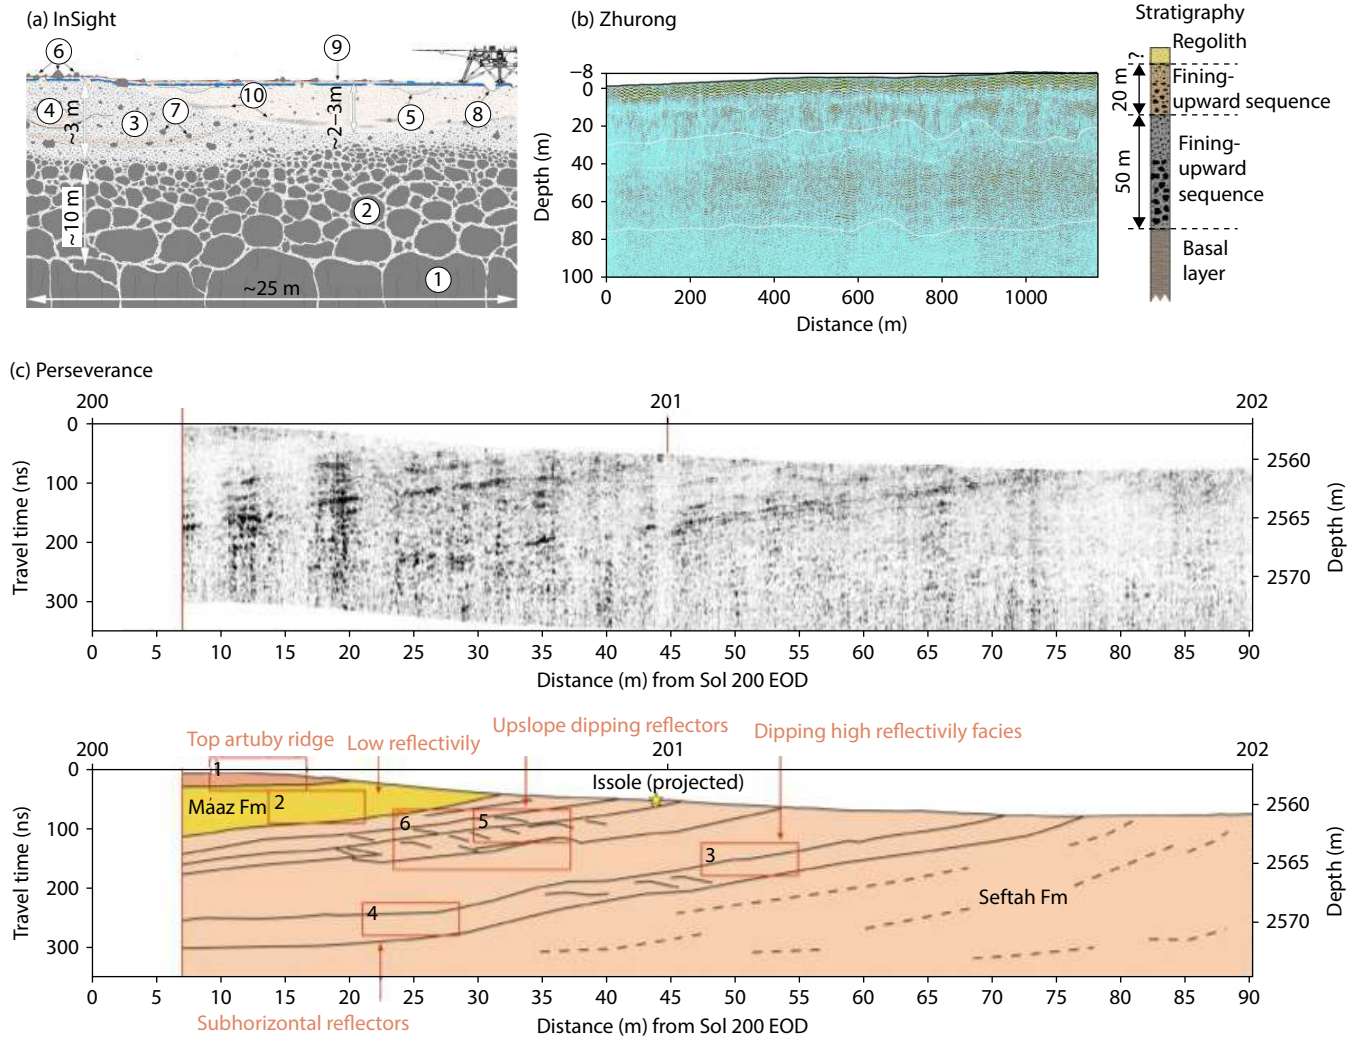 (a) InSight
6
9
4
3
7
10
5
8
~3 m
~2–3m
2
~10 m
1
~25 m
(b) Zhurong
Depth (m)
−8
0
20
40
60
80
100
0 200 400 600 800 1000
Distance (m)
Stratigraphy
Regolith
?
20 m
Fining-
upward sequence
50 m
Fining-
upward
sequence
Basal
layer
(c) Perseverance
200 201 202
Travel time (ns)
0
100
200
300
2560
2565
2570
Depth (m)
0 5 10 15 20 25 30 35 40 45 50 55 60 65 70 75 80 85 90
Distance (m) from Sol 200 EOD
Upslope dipping reflectors
Top artuby ridge
Low reflectivily
Dipping high reflectivily facies
200 201 202
Travel time (ns)
0
100
200
300
1
Issole (projected)
Maaz Fm
2
6
5
3
4
Seftah Fm
2560
2565
2570
Depth (m)
0 5 10 15 20 25 30 35 40 45 50 55 60 65 70 75 80 85 90
Subhorizontal reflectors
Distance (m) from Sol 200 EOD